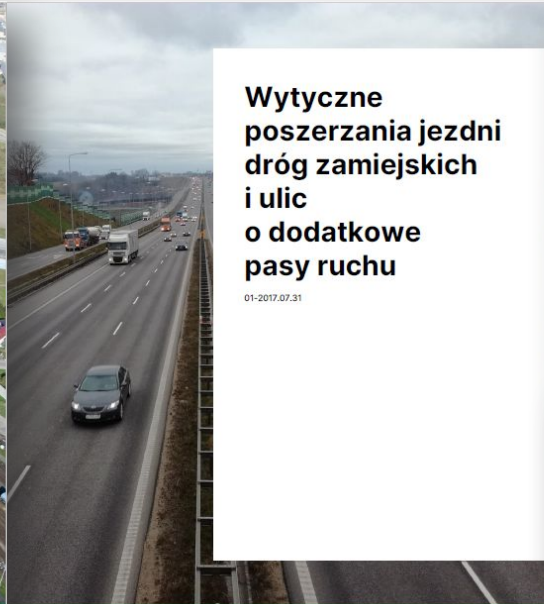 Wytyczne
poszerzania jezdni
dróg zamiejskich
i ulic
o dodatkowe
pasy ruchu
01-2017.07.31